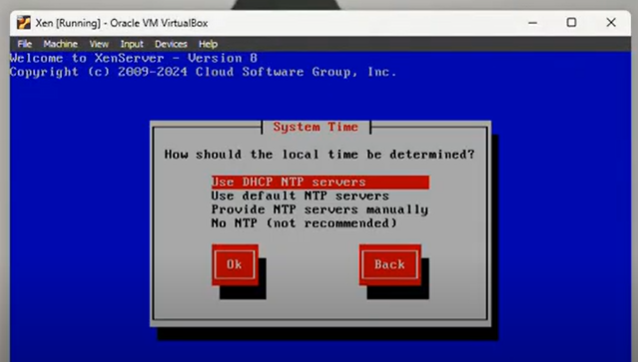 Xen [Running] - Oracle VM VirtualBox
File Machine View Input Devices Help
Welcome to XenServer - Version 8
Copyright (c) 2009-2024 Cloud Software Group, Inc.
System Time
How should the local time be determined?
Use DHCP NTP servers
Use default NTP servers
Provide NTP servers manually
No NTP (not recommended)
Ok Back